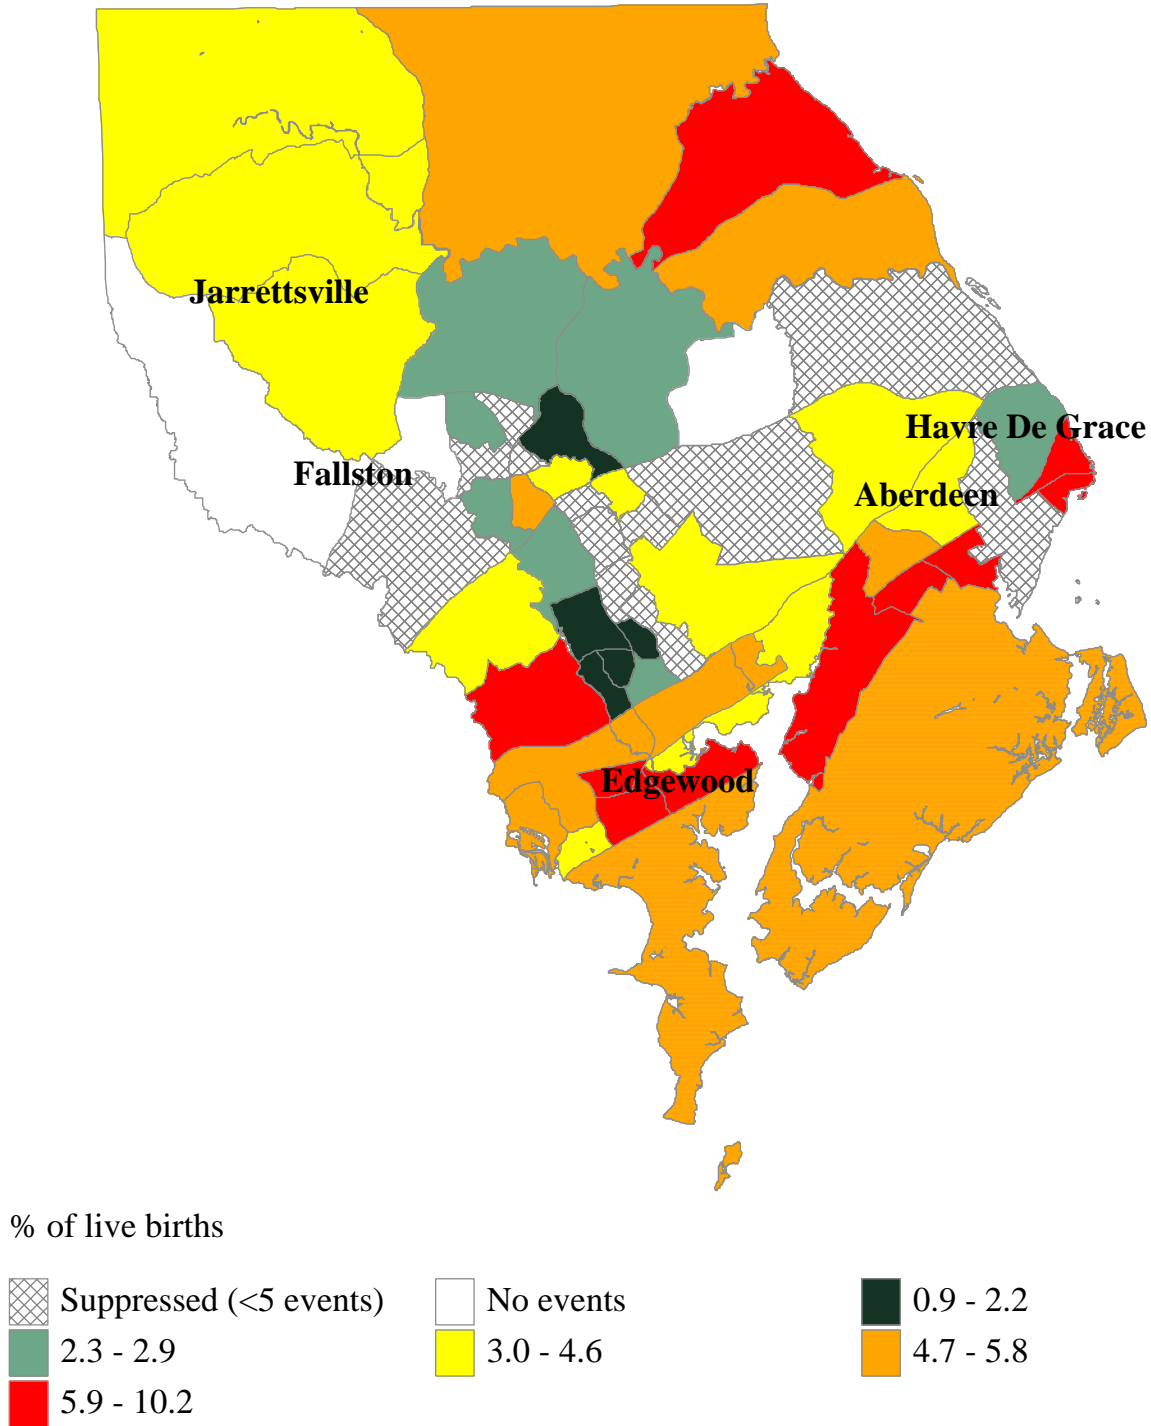 Jarrettsville
Havre De Grace
Fallston
Aberdeen
Edgewood
% of live births
Suppressed (<5 events)
No events
0.9 - 2.2
2.3 - 2.9
3.0 - 4.6
4.7 - 5.8
5.9 - 10.2